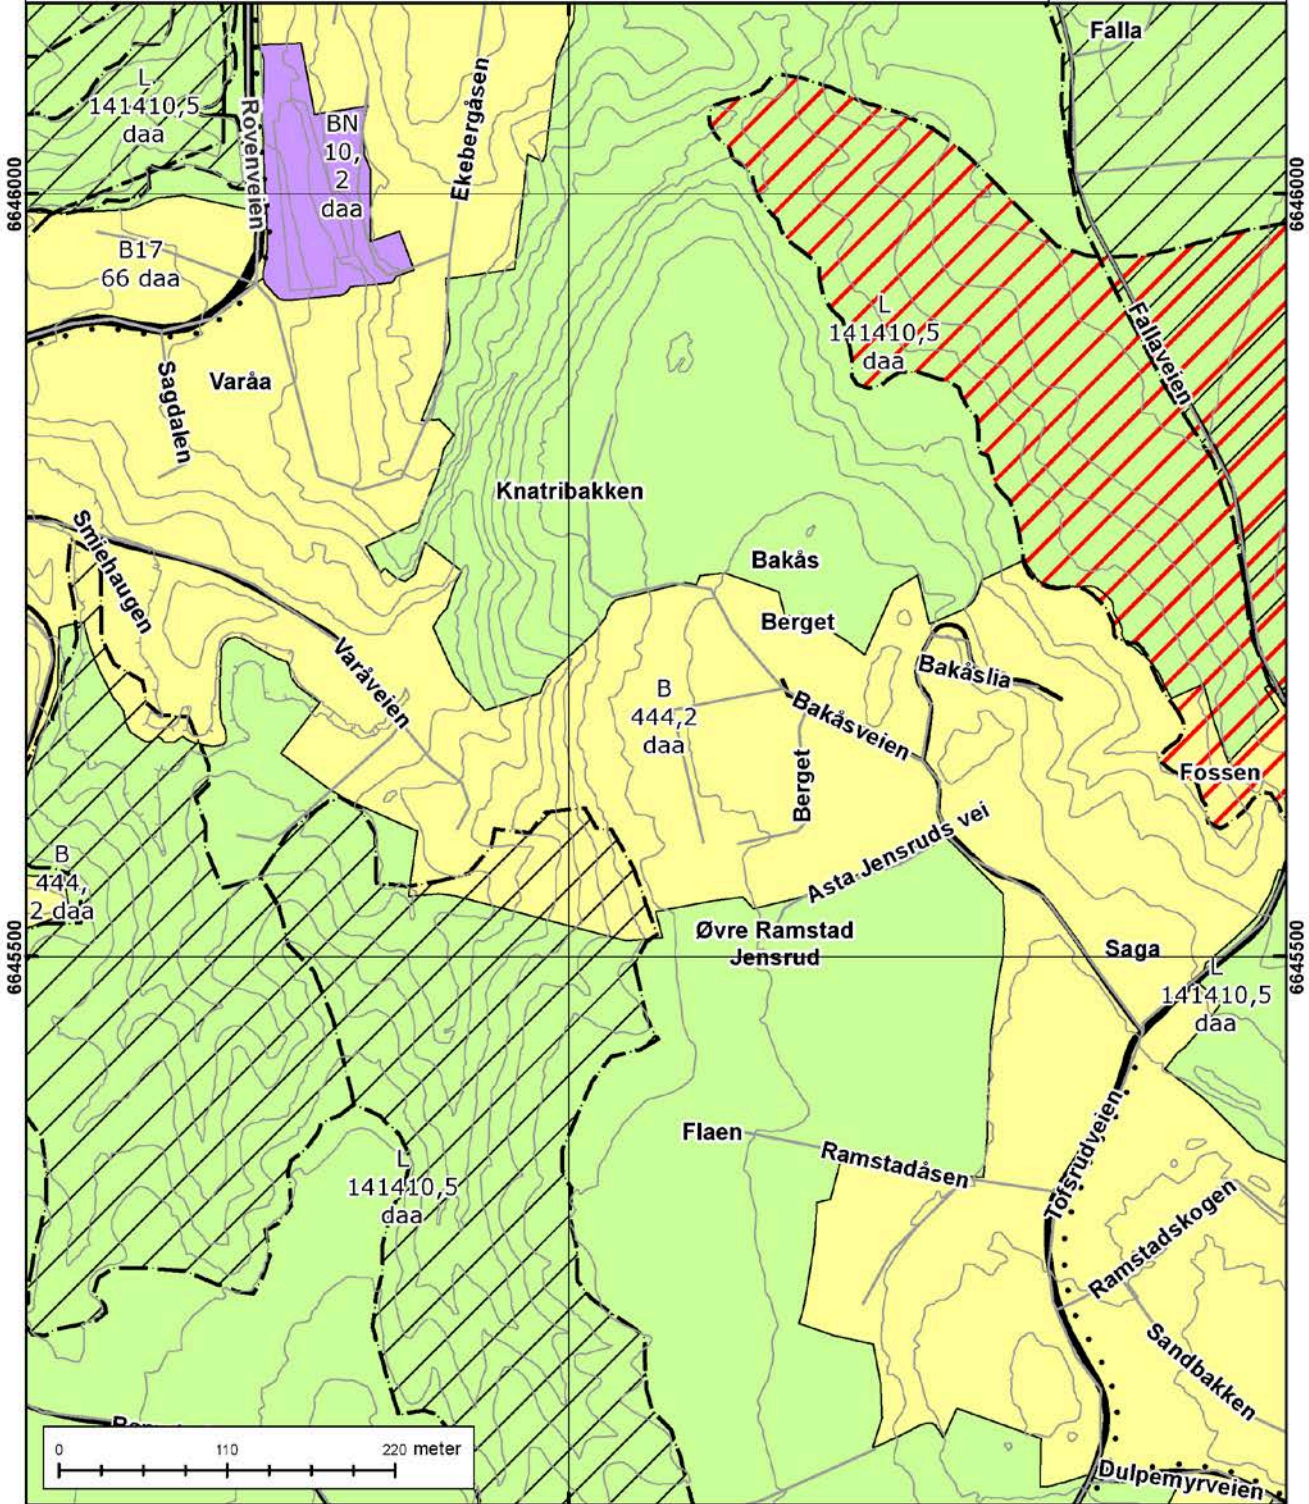 Falla
L
141410,5
daa
Røyenveien
BN
10,
2
daa
Ekebergåsen
6646000
6646000
B17
66 daa
L
141410,5
daa
Fallaveien
Sagdalen
Varåa
Knatribakken
Smiehaugen
Bakås
Berget
Varåveien
Bakåslia
B
444,2
daa
Bakåsveien
Berget
Fossen
Asta Jensruds vei
B
444,
2 daa
Øvre Ramstad
Jensrud
Saga
6645500
6645500
L
141410,5
daa
Flaen
Ramstadåsen
Tofsrudveien
L
141410,5
daa
Ramstadskogen
Sandbakken
0 110 220 meter
Dulpemyrveien